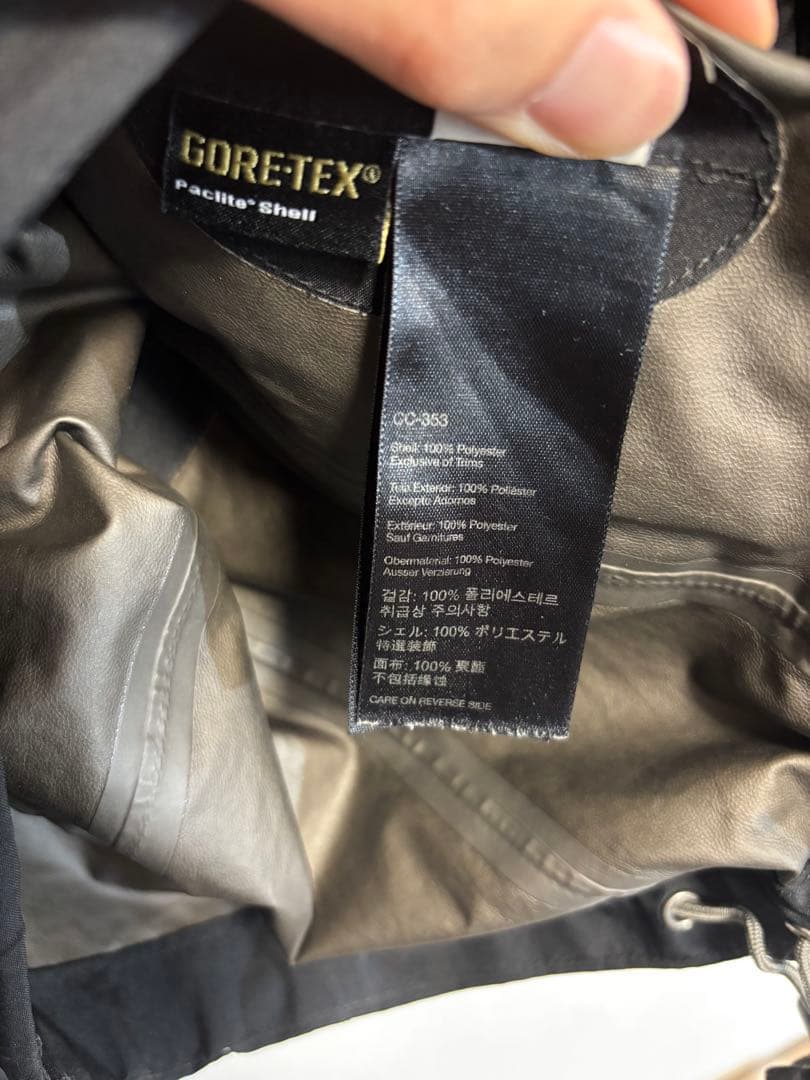 GORE-TEX®
Paclite® Shell
CC-353
Shell: 100% Polyester
Exclusive of Trims
Tela Exterior: 100% Poliester
Excepto Adornos
Extérieur: 100% Polyester
Sauf Garnitures
Obermaterial: 100% Polyester
Ausser Verzierung
걸감: 100% 폴리에스테르
취급상 주의사항
シェル: 100% ポリエステル
特選装飾
面布: 100% 聚酯
不包括缘蚀
CARE ON REVERSE SIDE